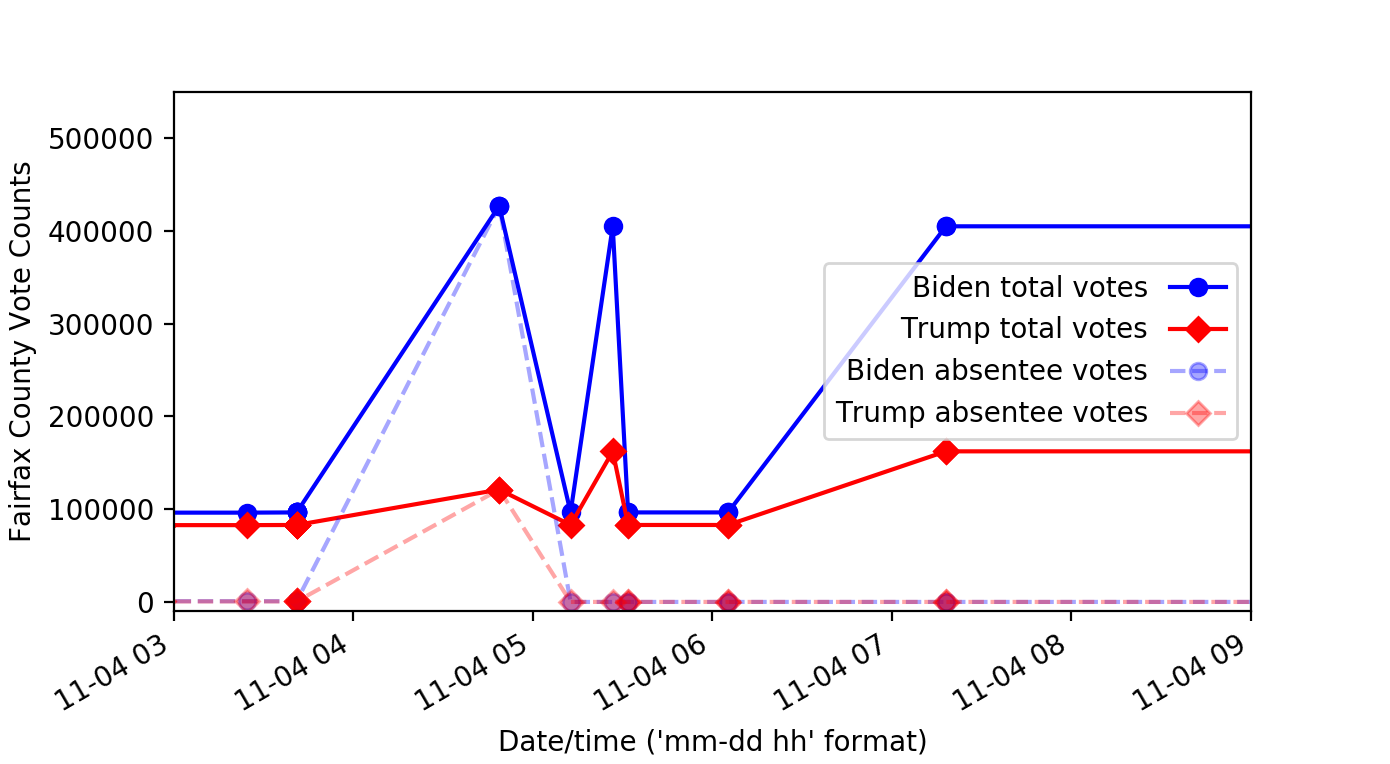 500000
400000
300000
200000
100000
0
Fairfax County Vote Counts
Biden total votes
Trump total votes
Biden absentee votes
Trump absentee votes
11-04 03
11-04 04
11-04 05
11-04 06
11-04 07
11-04 08
11-04 09
Date/time ('mm-dd hh' format)